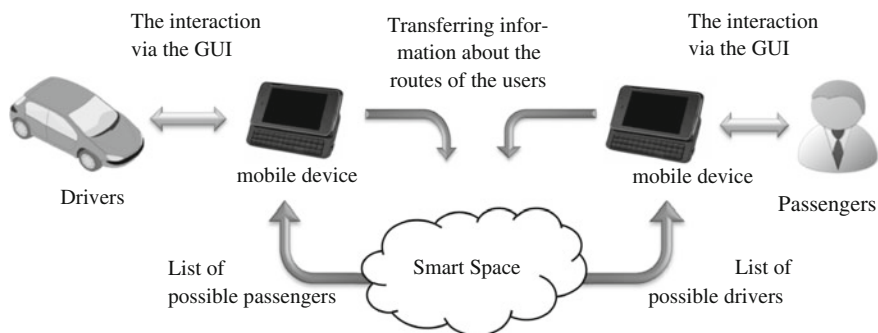 The interaction
via the GUI
Transferring infor-
mation about the
routes of the users
The interaction
via the GUI
mobile device
mobile device
Drivers
Passengers
List of
possible passengers
Smart Space
List of
possible drivers